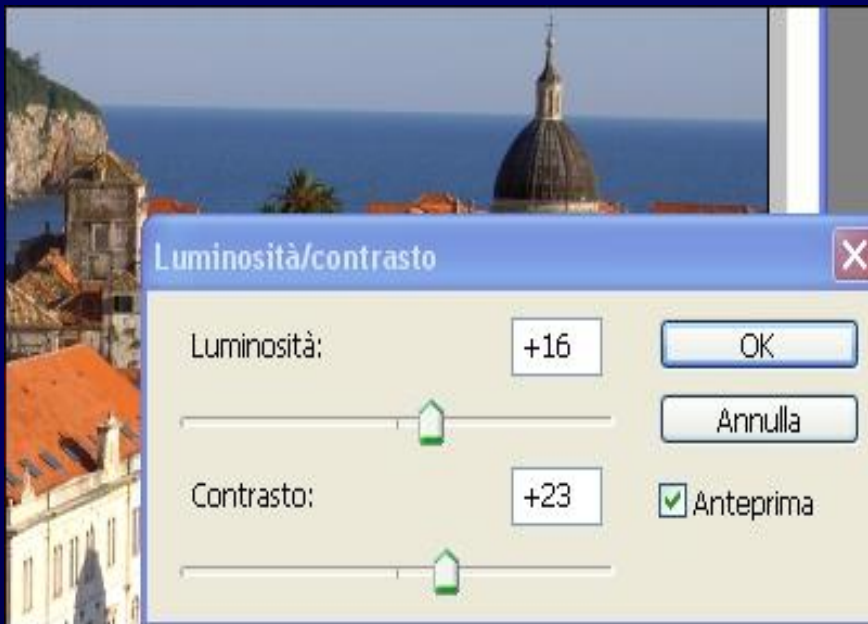 Luminosità/contrasto
Luminosità:
+16
OK
Annulla
Contrasto:
+23
Anteprima